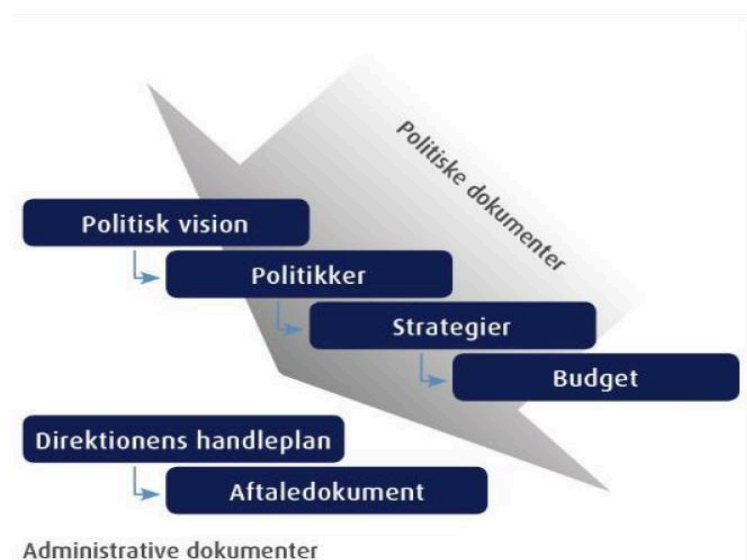 Politiske dokumenter
Politisk vision
Politikker
Strategier
Budget
Direktionens handleplan
Aftaledokument
Administrative dokumenter